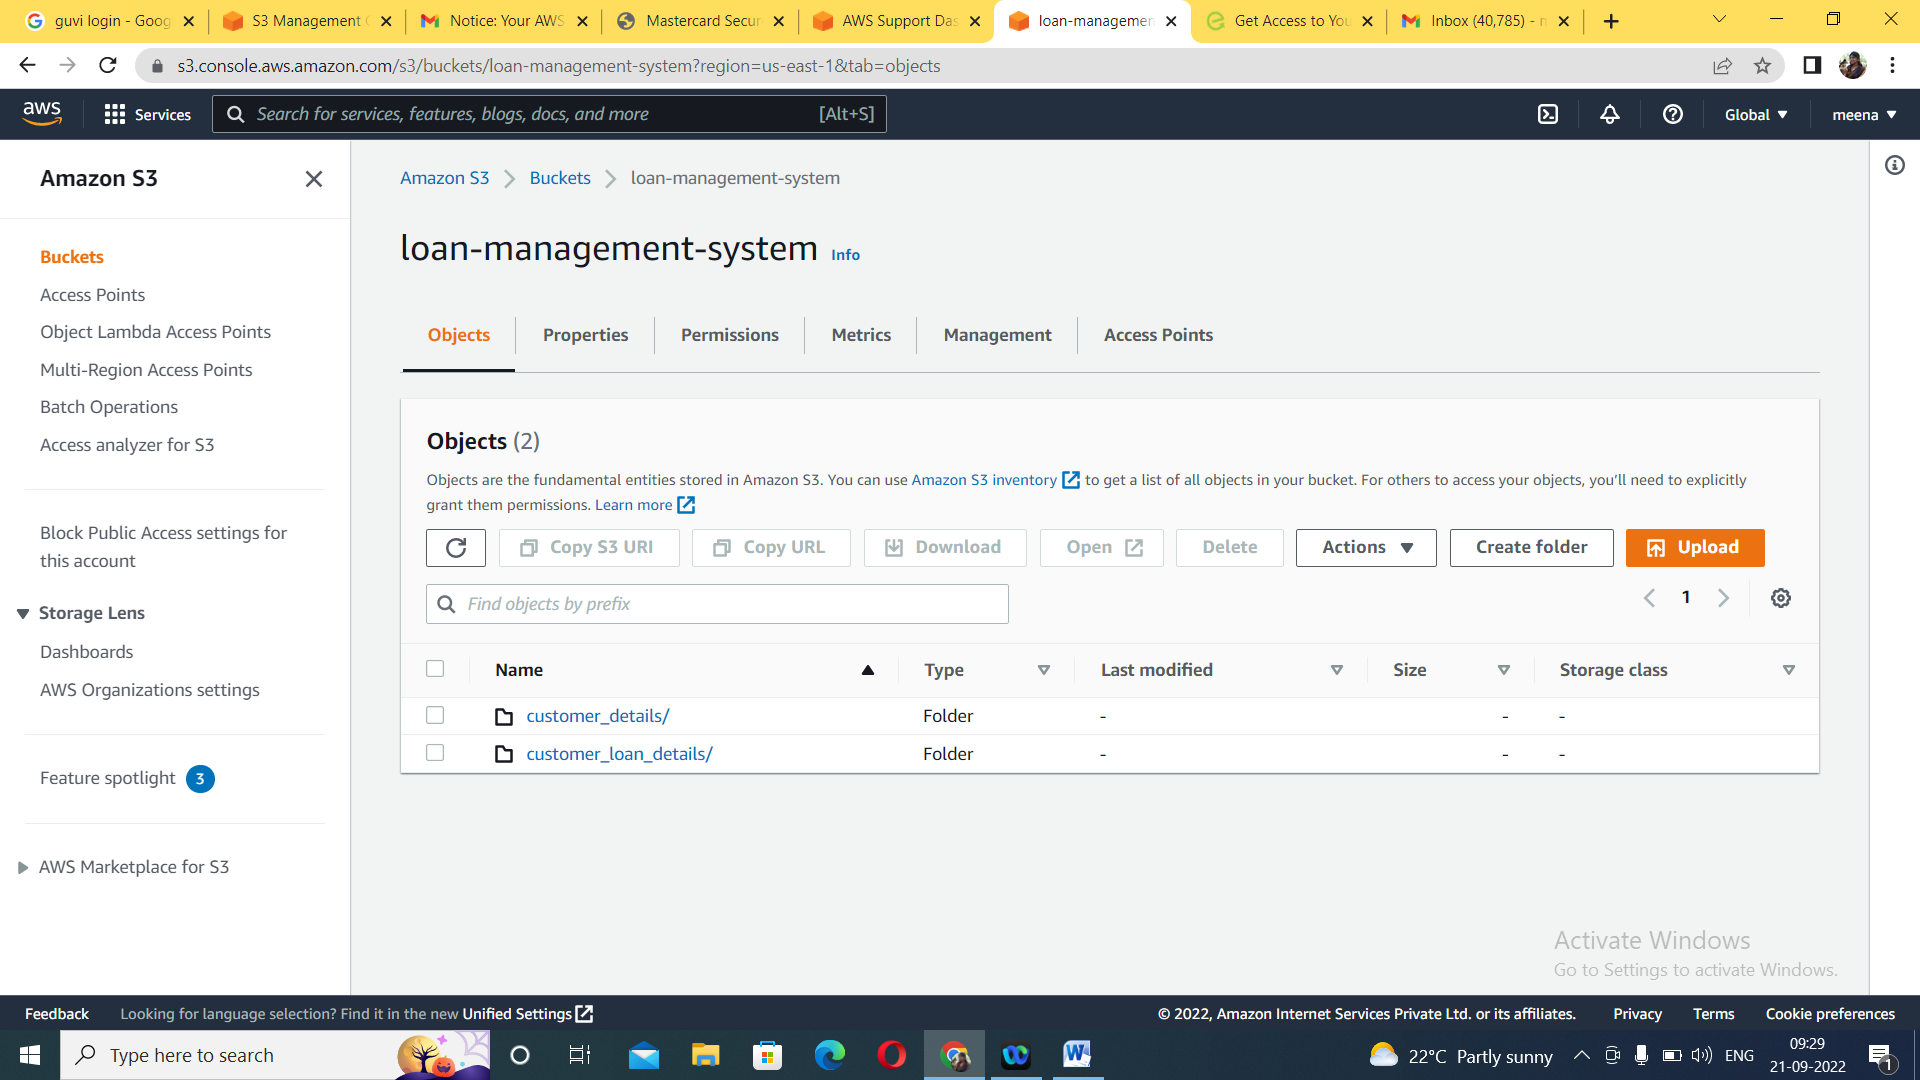 guvi login - Goog
S3 Management C
Notice: Your AWS
Mastercard Secur
AWS Support Das
loan-managemen
Get Access to You
Inbox (40,785) - m
s3.console.aws.amazon.com/s3/buckets/loan-management-system?region=us-east-1&tab=objects
aws
Services
Search for services, features, blogs, docs, and more [Alt+S]
Global
meena
Amazon S3
Buckets
Access Points
Object Lambda Access Points
Multi-Region Access Points
Batch Operations
Access analyzer for S3
Block Public Access settings for
this account
Storage Lens
Dashboards
AWS Organizations settings
Feature spotlight 3
AWS Marketplace for S3
Amazon S3 > Buckets > loan-management-system
loan-management-system Info
Objects Properties Permissions Metrics Management Access Points
Objects (2)
Objects are the fundamental entities stored in Amazon S3. You can use Amazon S3 inventory to get a list of all objects in your bucket. For others to access your objects, you'll need to explicitly
grant them permissions. Learn more
Copy S3 URI Copy URL Download Open Delete Actions Create folder Upload
Find objects by prefix
1
Name Type Last modified Size Storage class
customer_details/ Folder - - -
customer_loan_details/ Folder - - -
Activate Windows
Go to Settings to activate Windows.
Feedback Looking for language selection? Find it in the new Unified Settings
© 2022, Amazon Internet Services Private Ltd. or its affiliates. Privacy Terms Cookie preferences
Type here to search
22°C Partly sunny
ENG
09:29
21-09-2022
1